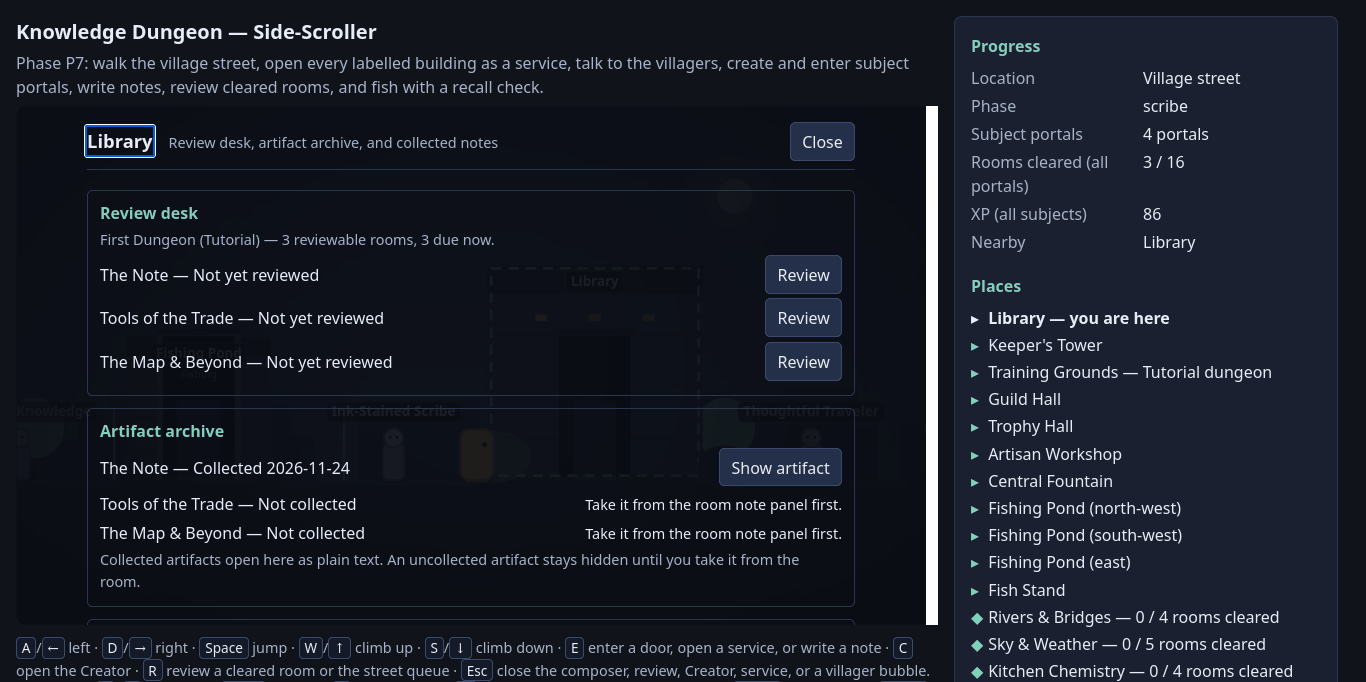 Knowledge Dungeon — Side-Scroller
Phase P7: walk the village street, open every labelled building as a service, talk to the villagers, create and enter subject
portals, write notes, review cleared rooms, and fish with a recall check.
Library Review desk, artifact archive, and collected notes Close
Review desk
First Dungeon (Tutorial) — 3 reviewable rooms, 3 due now.
The Note — Not yet reviewed Review
Library
Tools of the Trade — Not yet reviewed Review
Fishing Pond
The Map & Beyond — Not yet reviewed Review
Knowledge Ink-Stained Scribe Thoughtful Traveler
Artifact archive
The Note — Collected 2026-11-24 Show artifact
Tools of the Trade — Not collected Take it from the room note panel first.
The Map & Beyond — Not collected Take it from the room note panel first.
Collected artifacts open here as plain text. An uncollected artifact stays hidden until you take it from the
room.
A/← left · D/→ right · Space jump · W/↑ climb up · S/↓ climb down · E enter a door, open a service, or write a note · C
open the Creator · R review a cleared room or the street queue · Esc close the composer, review, Creator, service, or a villager bubble.
Progress
Location Village street
Phase scribe
Subject portals 4 portals
Rooms cleared (all
portals) 3 / 16
XP (all subjects) 86
Nearby Library
Places
▸ Library — you are here
▸ Keeper's Tower
▸ Training Grounds — Tutorial dungeon
▸ Guild Hall
▸ Trophy Hall
▸ Artisan Workshop
▸ Central Fountain
▸ Fishing Pond (north-west)
▸ Fishing Pond (south-west)
▸ Fishing Pond (east)
▸ Fish Stand
◆ Rivers & Bridges — 0 / 4 rooms cleared
◆ Sky & Weather — 0 / 5 rooms cleared
◆ Kitchen Chemistry — 0 / 4 rooms cleared